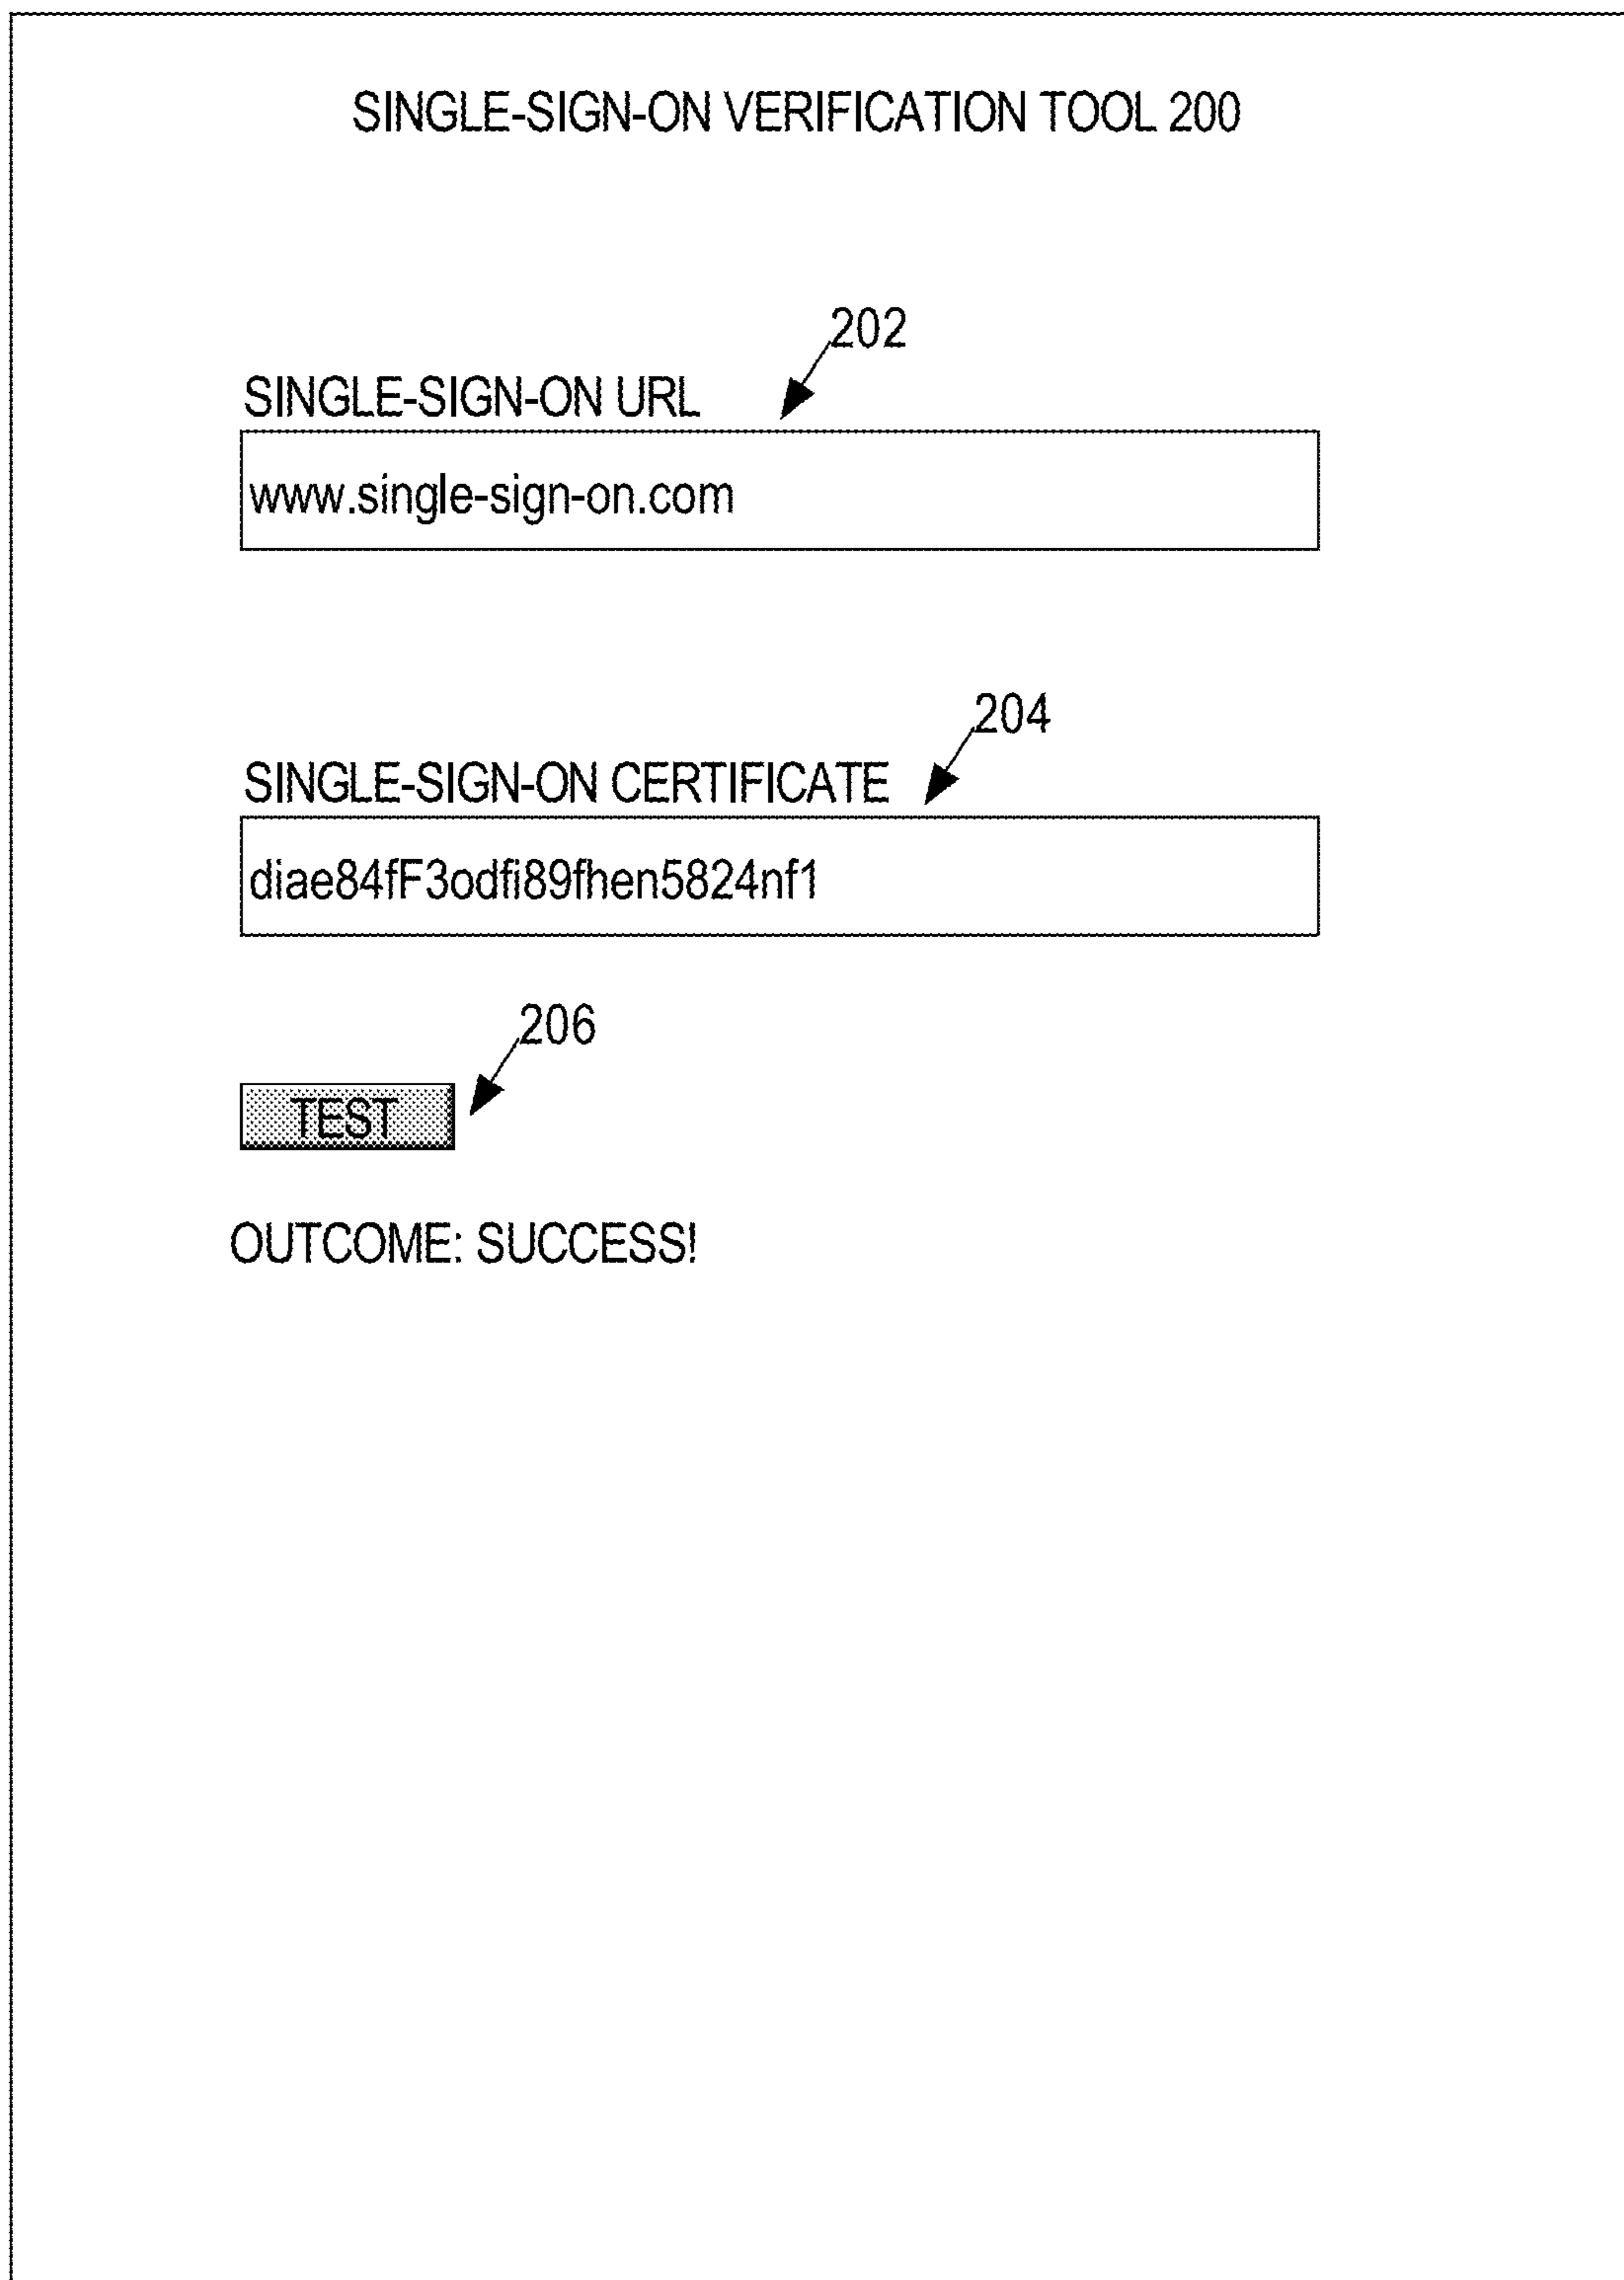 SINGLE-SIGN-ON VERIFICATION TOOL 200
202
SINGLE-SIGN-ON URL
www.single-sign-on.com
204
SINGLE-SIGN-ON CERTIFICATE
diae84fF3odfi89fhen5824nf1
206
TEST
OUTCOME: SUCCESS!